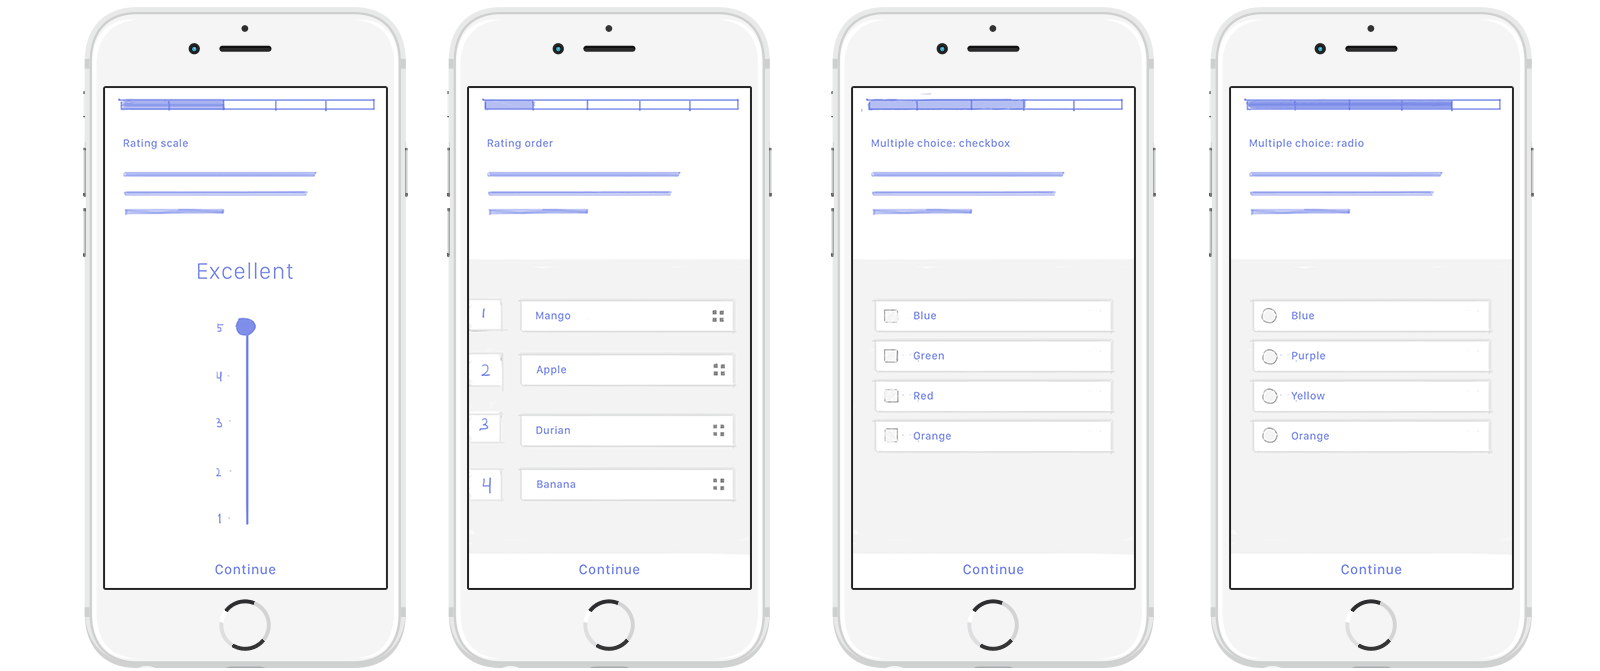 Rating scale
Excellent
5
4
3
2
1
Continue
Rating order
1 Mango
2 Apple
3 Durian
4 Banana
Continue
Multiple choice: checkbox
Blue
Green
Red
Orange
Continue
Multiple choice: radio
Blue
Purple
Yellow
Orange
Continue